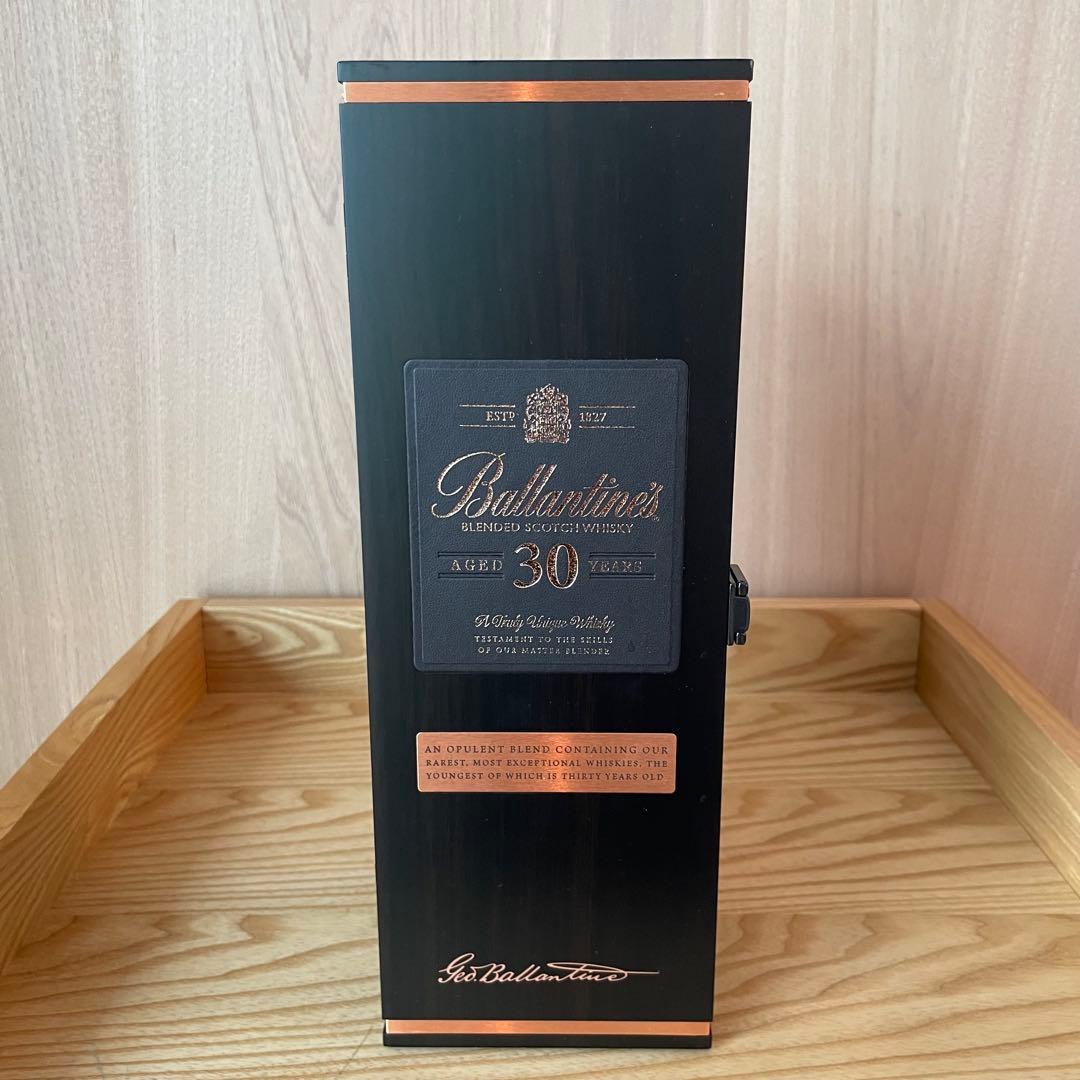 ESTD 1827
Ballantine's
BLENDED SCOTCH WHISKY
AGED 30 YEARS
A Truly Unique Whisky
TESTAMENT TO THE SKILLS
OF OUR MASTER BLENDER
AN OPULENT BLEND CONTAINING OUR
RAREST, MOST EXCEPTIONAL WHISKIES, THE
YOUNGEST OF WHICH IS THIRTY YEARS OLD
Geo. Ballantine